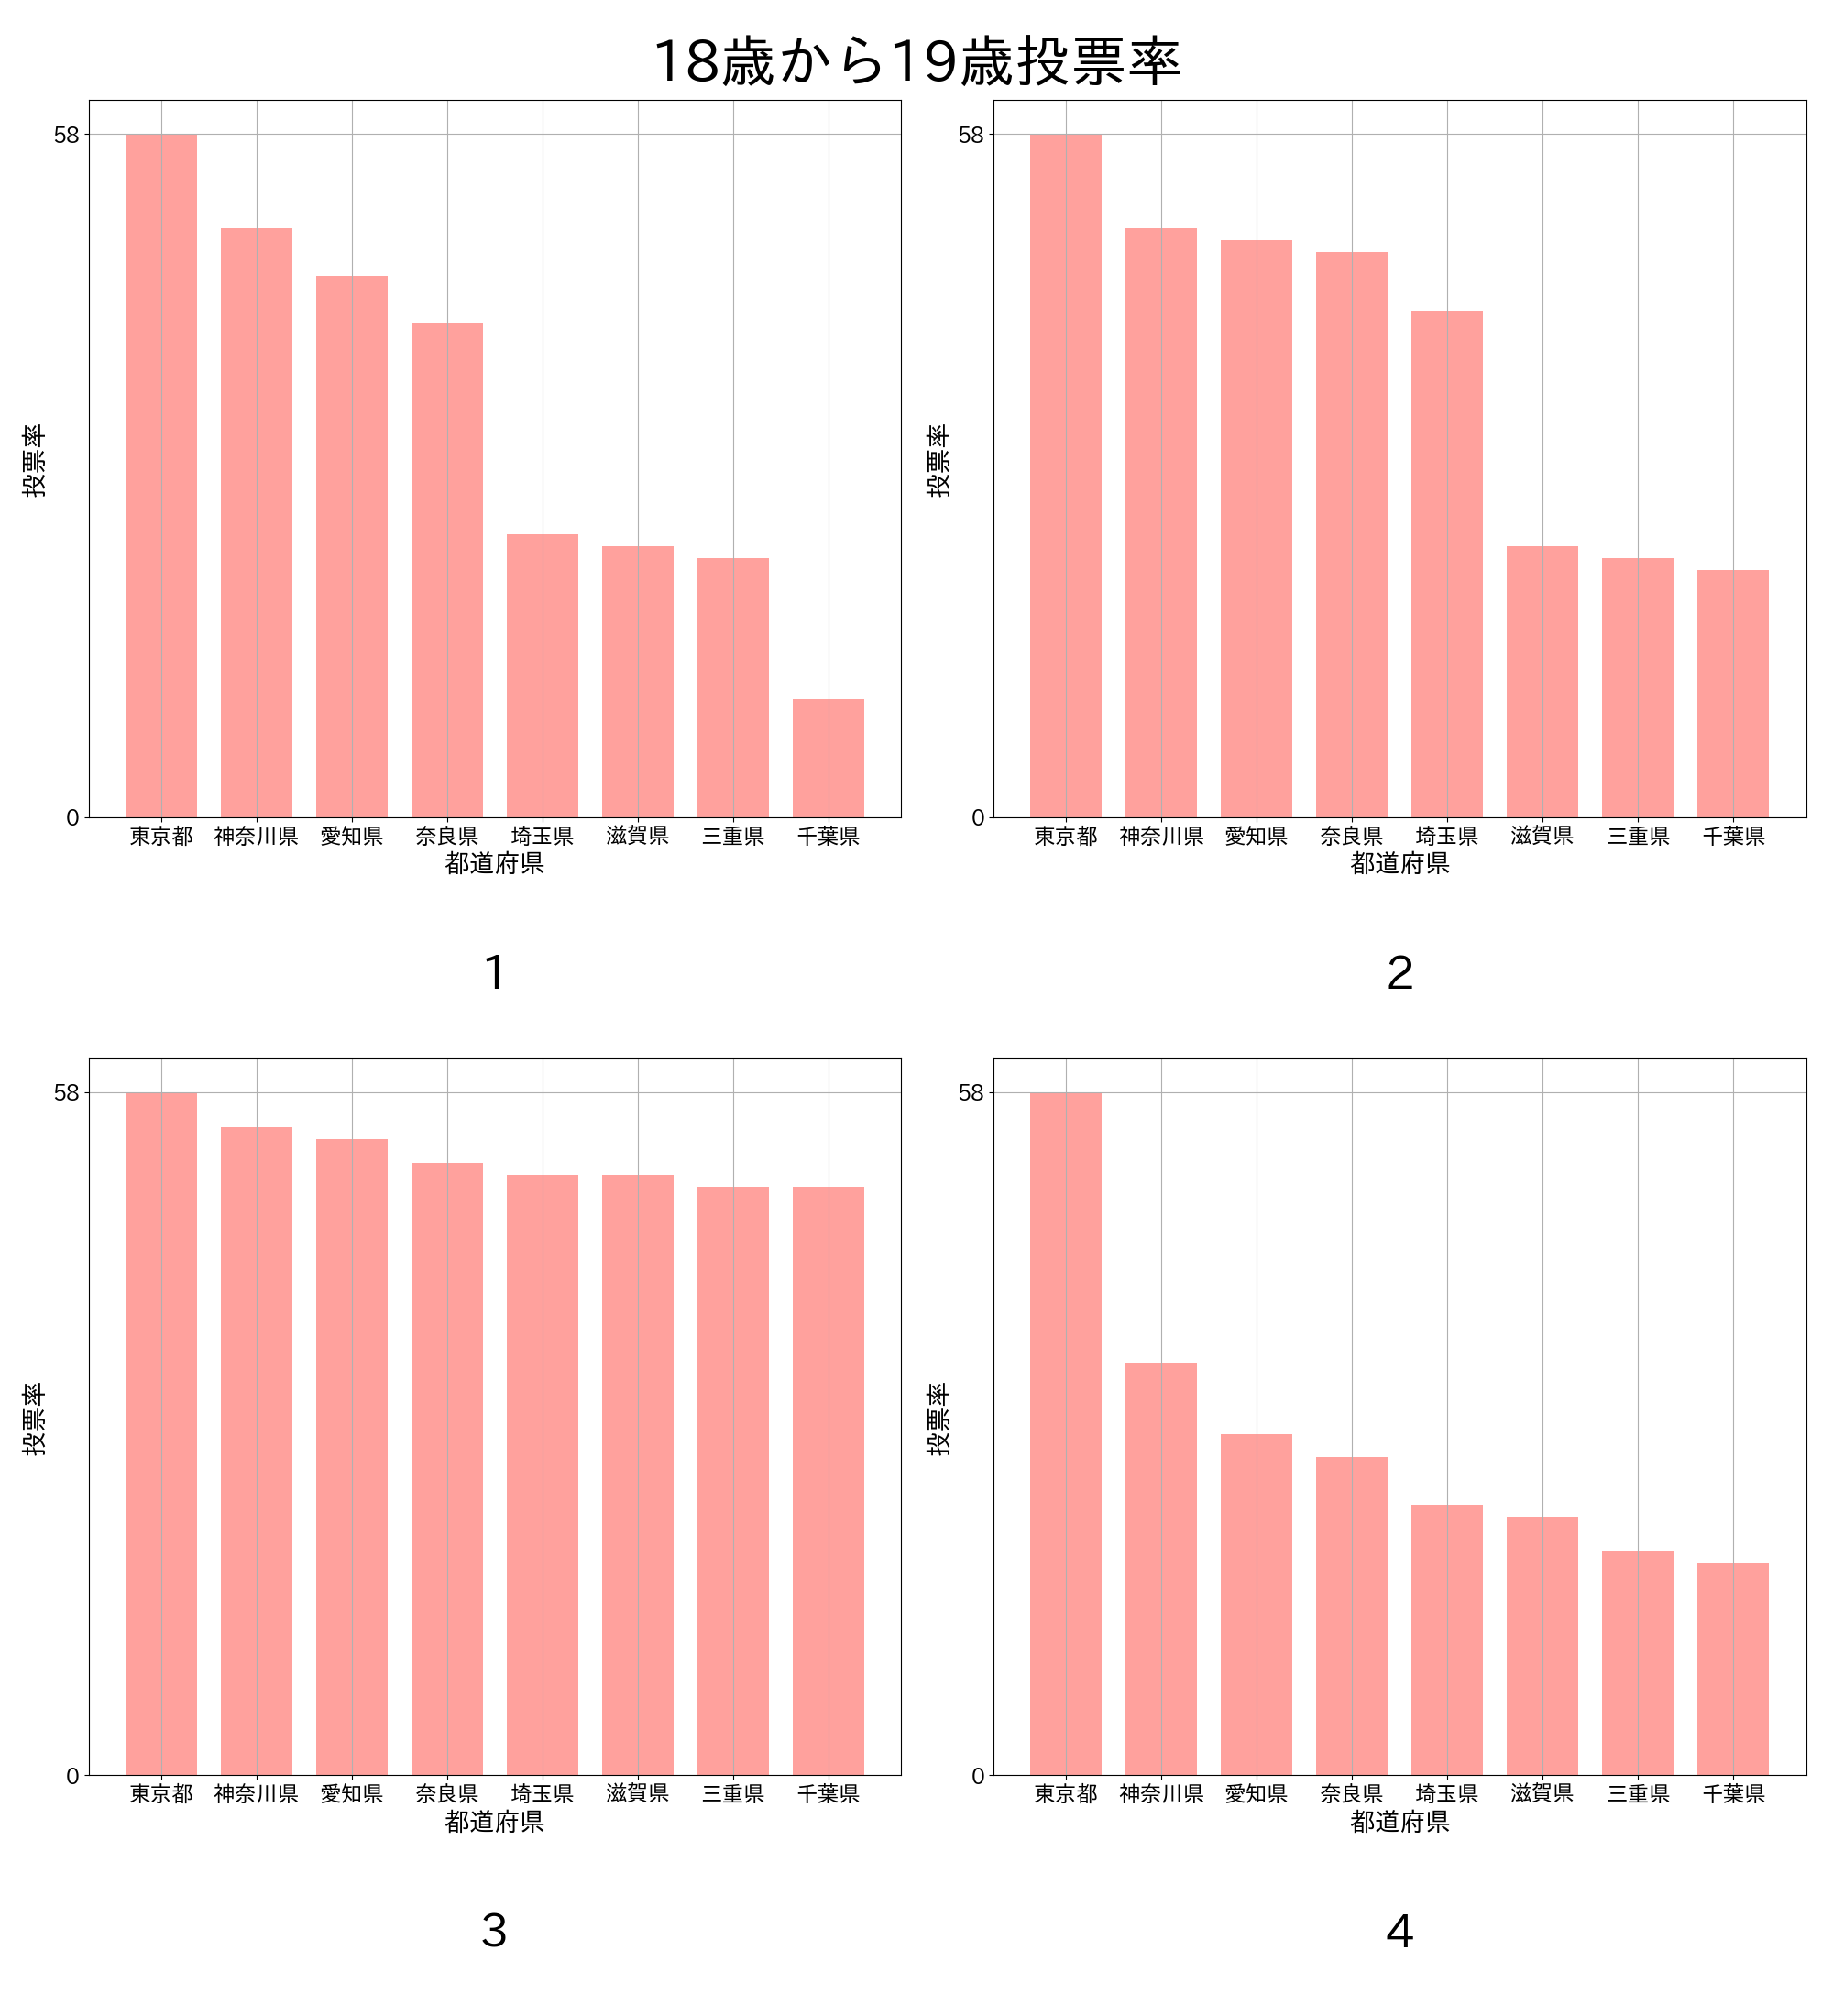 18歳から19歳投票率
58
0
投票率
東京都 神奈川県 愛知県 奈良県 埼玉県 滋賀県 三重県 千葉県
都道府県
1
58
0
投票率
東京都 神奈川県 愛知県 奈良県 埼玉県 滋賀県 三重県 千葉県
都道府県
2
58
0
投票率
東京都 神奈川県 愛知県 奈良県 埼玉県 滋賀県 三重県 千葉県
都道府県
3
58
0
投票率
東京都 神奈川県 愛知県 奈良県 埼玉県 滋賀県 三重県 千葉県
都道府県
4